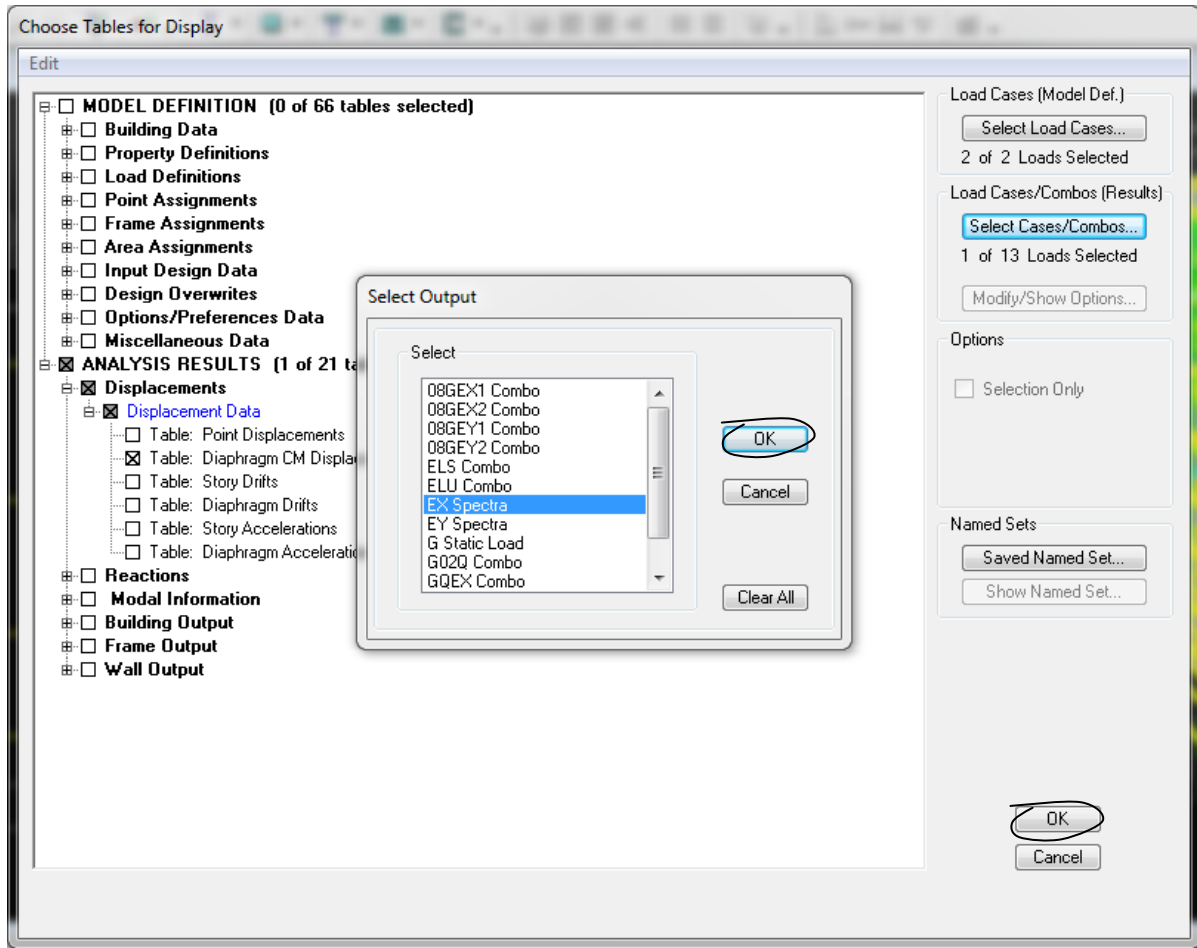 Choose Tables for Display
Edit
MODEL DEFINITION (0 of 66 tables selected)
Building Data
Property Definitions
Load Definitions
Point Assignments
Frame Assignments
Area Assignments
Input Design Data
Design Overwrites
Options/Preferences Data
Miscellaneous Data
ANALYSIS RESULTS (1 of 21 ta
Displacements
Displacement Data
Table: Point Displacements
Table: Diaphragm CM Displa
Table: Story Drifts
Table: Diaphragm Drifts
Table: Story Accelerations
Table: Diaphragm Acceleratio
Reactions
Modal Information
Building Output
Frame Output
Wall Output
Select Output
Select
08GEX1 Combo
08GEX2 Combo
08GEY1 Combo
08GEY2 Combo
ELS Combo
ELU Combo
EX Spectra
EY Spectra
G Static Load
G02Q Combo
GQEX Combo
OK
Cancel
Clear All
Load Cases (Model Def.)
Select Load Cases...
2 of 2 Loads Selected
Load Cases/Combos (Results)
Select Cases/Combos...
1 of 13 Loads Selected
Modify/Show Options...
Options
Selection Only
Named Sets
Saved Named Set...
Show Named Set...
OK
Cancel